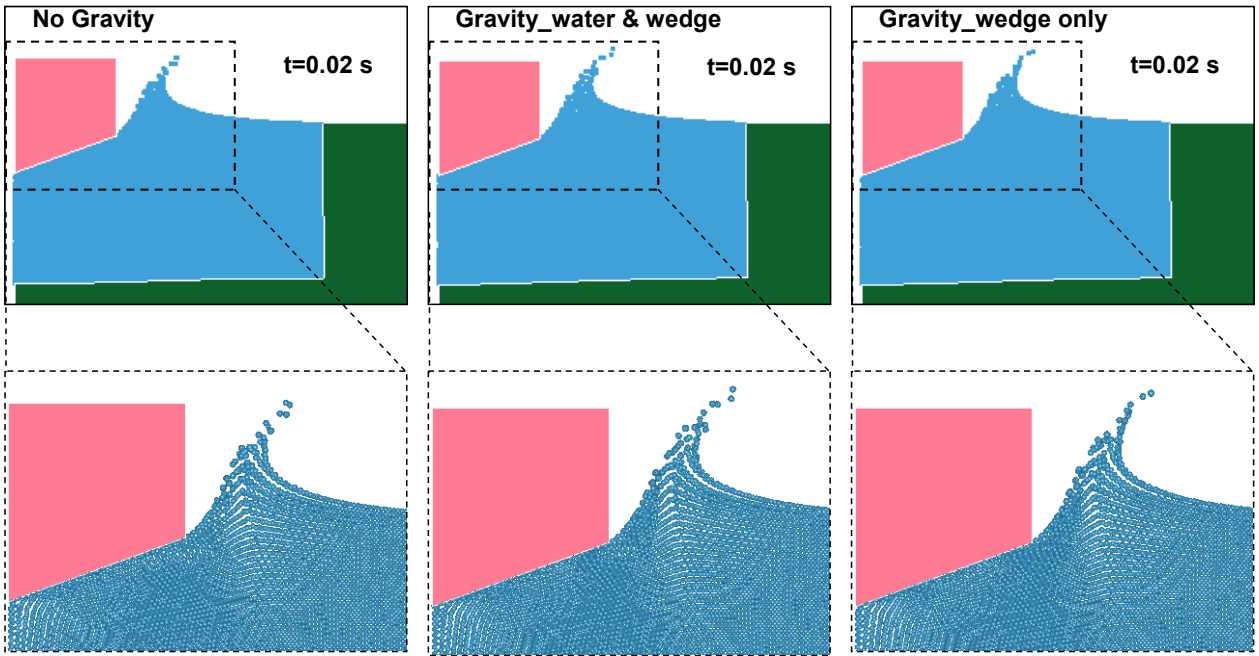 No Gravity
t=0.02 s
Gravity_water & wedge
t=0.02 s
Gravity_wedge only
t=0.02 s